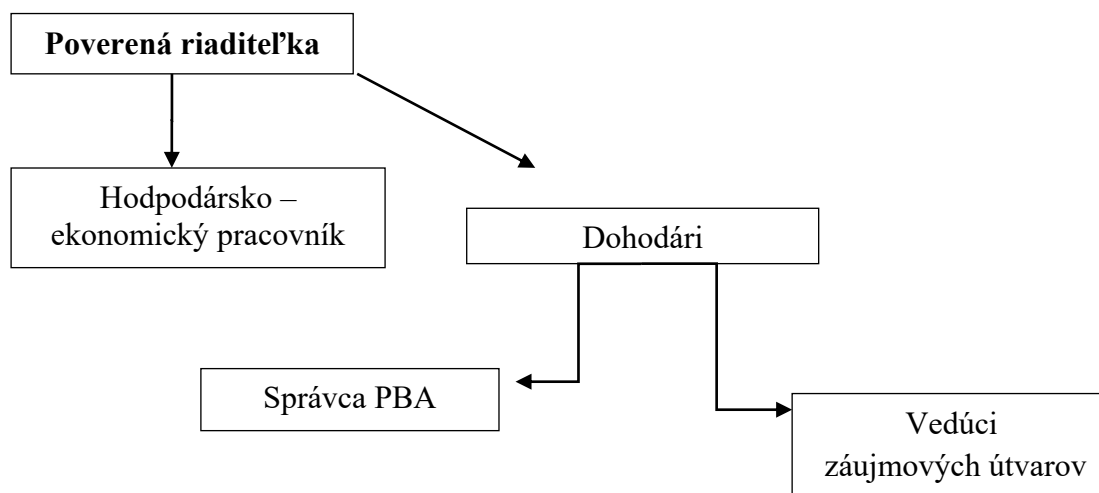 Poverená riaditeľka
Hodpodársko –
ekonomický pracovník
Dohodári
Správca PBA
Vedúci
záujmových útvarov